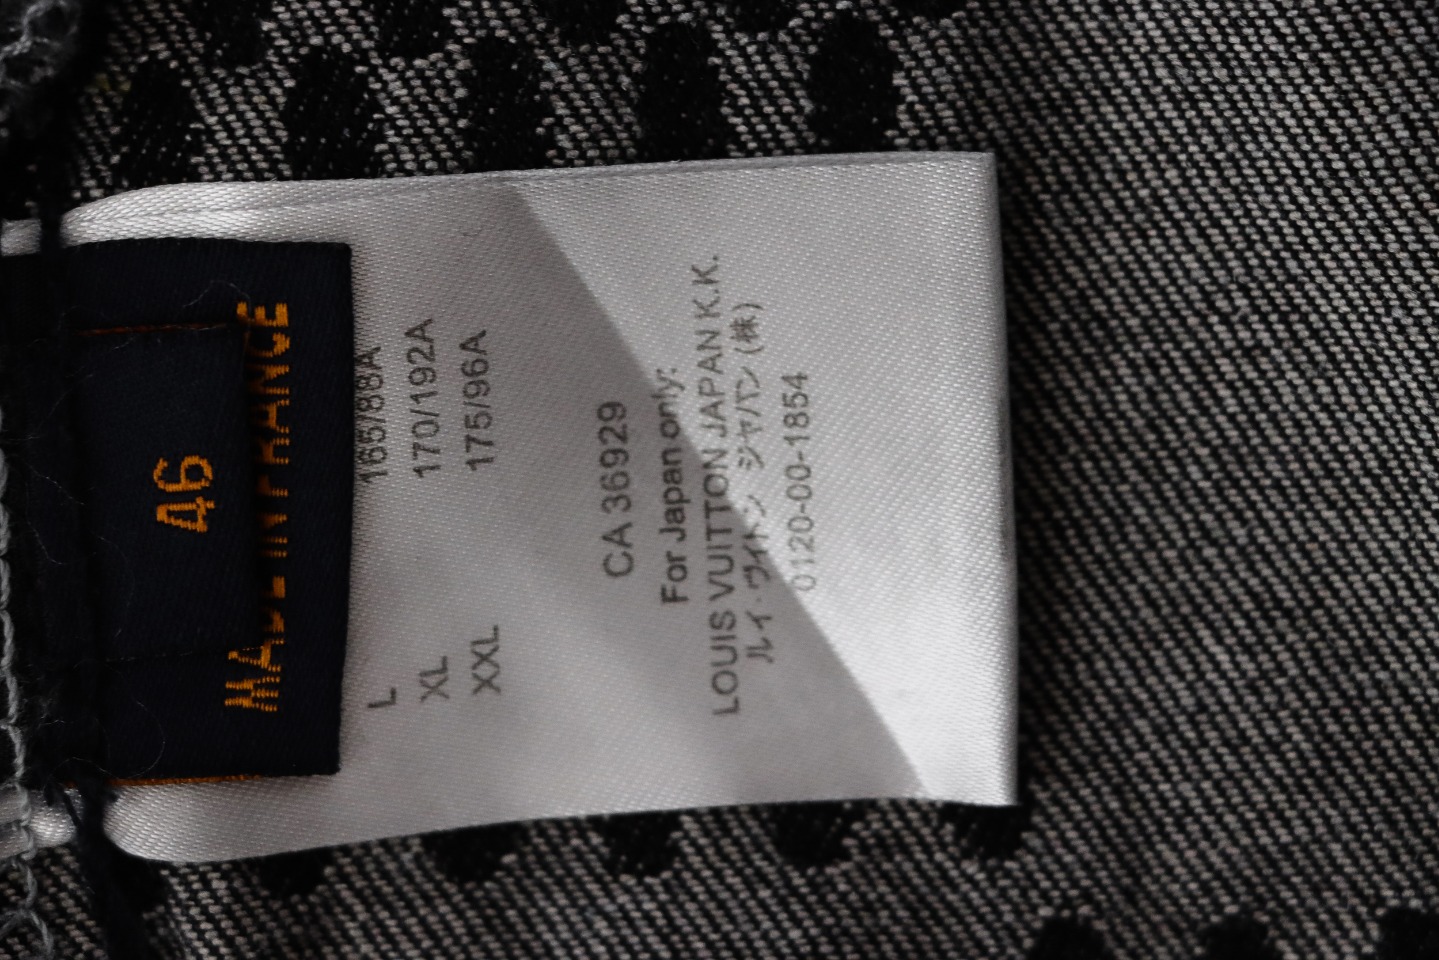 46
MADE IN FRANCE
L 165/88A
XL 170/192A
XXL 175/96A
CA 36929
For Japan only:
LOUIS VUITTON JAPAN K.K.
ルイ・ヴィトン ジャパン (株)
0120-00-1854